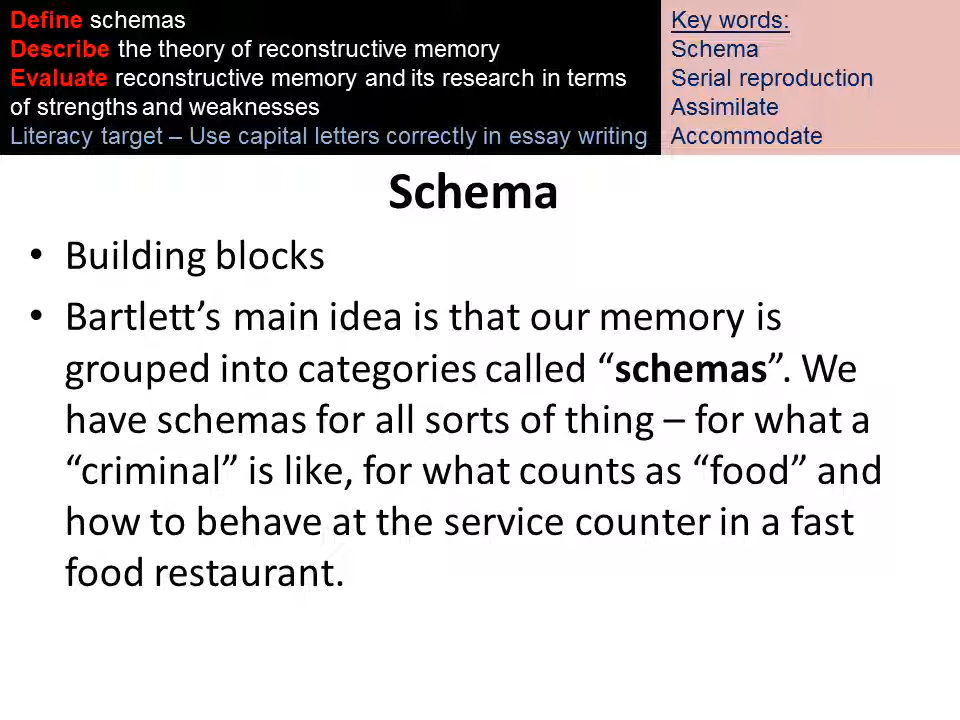 Define schemas
Describe the theory of reconstructive memory
Evaluate reconstructive memory and its research in terms
of strengths and weaknesses
Literacy target – Use capital letters correctly in essay writing
Key words:
Schema
Serial reproduction
Assimilate
Accommodate
Schema
• Building blocks
• Bartlett’s main idea is that our memory is
grouped into categories called “schemas”. We
have schemas for all sorts of thing – for what a
“criminal” is like, for what counts as “food” and
how to behave at the service counter in a fast
food restaurant.